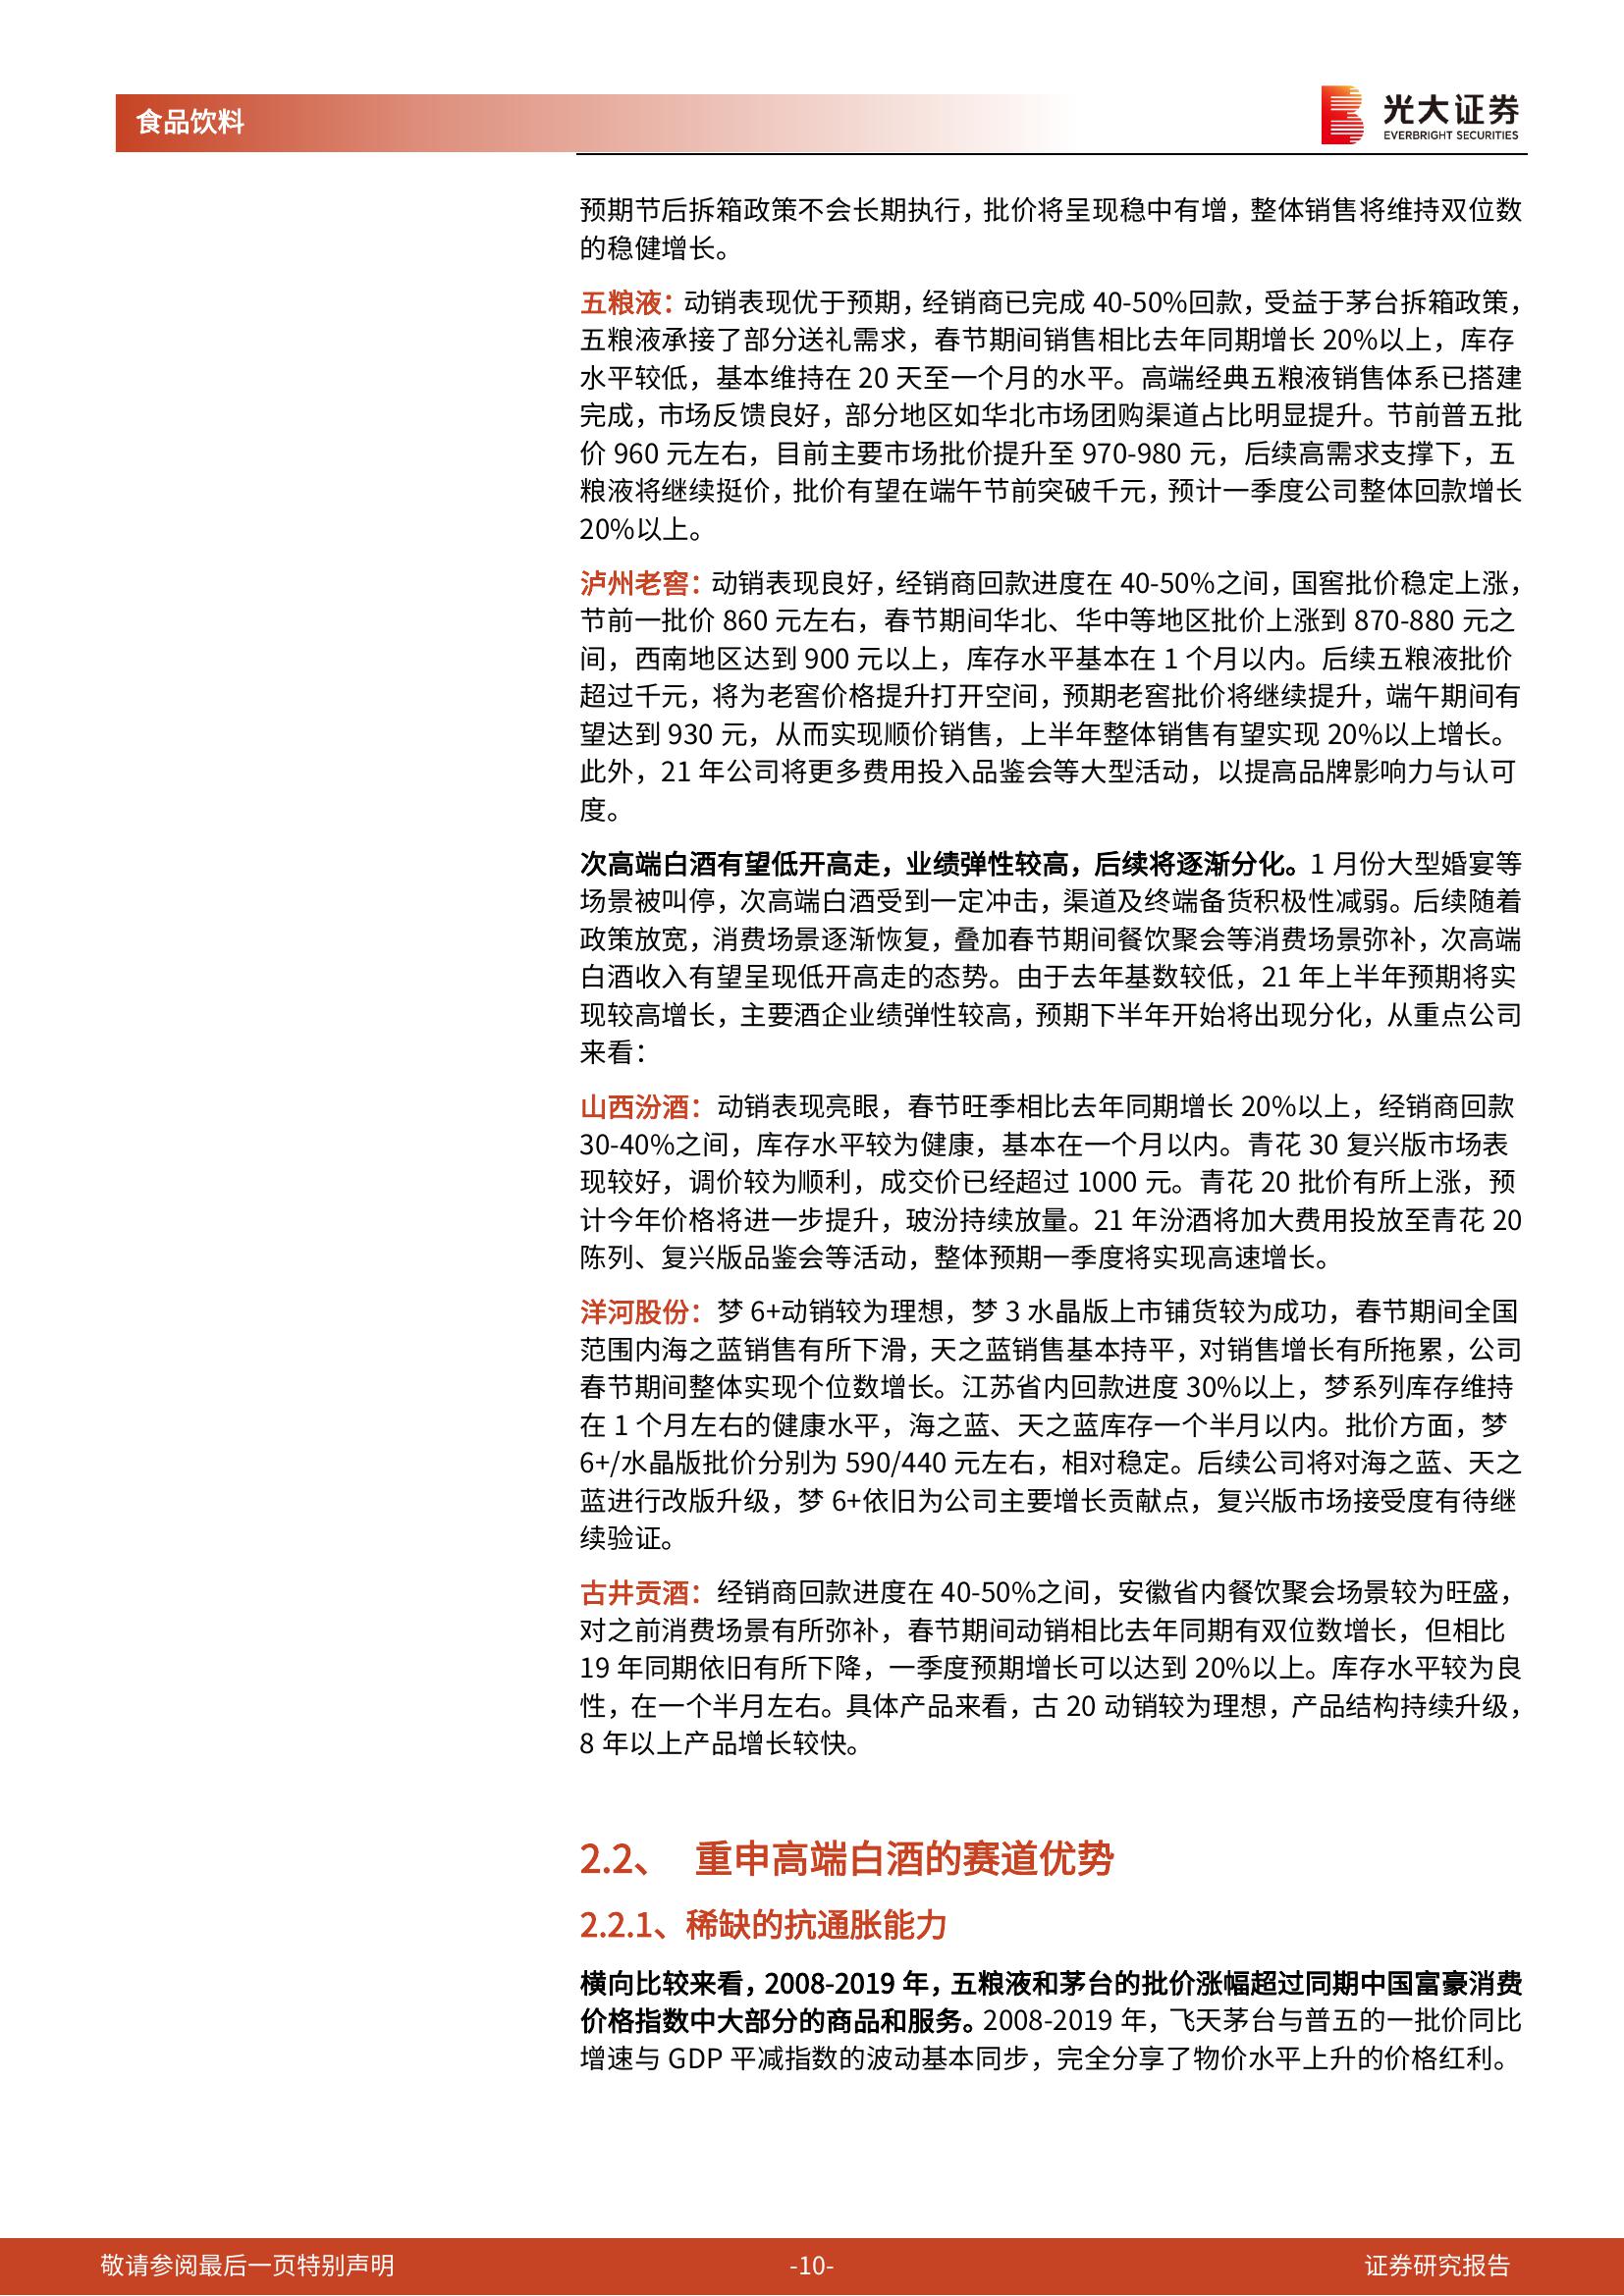 食品饮料
光大证券
EVERBRIGHT SECURITIES
预期节后拆箱政策不会长期执行，批价将呈现稳中有增，整体销售将维持双位数
的稳健增长。
五粮液：动销表现优于预期，经销商已完成 40-50%回款，受益于茅台拆箱政策，
五粮液承接了部分送礼需求，春节期间销售相比去年同期增长 20%以上，库存
水平较低，基本维持在 20 天至一个月的水平。高端经典五粮液销售体系已搭建
完成，市场反馈良好，部分地区如华北市场团购渠道占比明显提升。节前普五批
价 960 元左右，目前主要市场批价提升至 970-980 元，后续高需求支撑下，五
粮液将继续挺价，批价有望在端午节前突破千元，预计一季度公司整体回款增长
20%以上。
泸州老窖：动销表现良好，经销商回款进度在 40-50%之间，国窖批价稳定上涨，
节前一批价 860 元左右，春节期间华北、华中等地区批价上涨到 870-880 元之
间，西南地区达到 900 元以上，库存水平基本在 1 个月以内。后续五粮液批价
超过千元，将为老窖价格提升打开空间，预期老窖批价将继续提升，端午期间有
望达到 930 元，从而实现顺价销售，上半年整体销售有望实现 20%以上增长。
此外，21 年公司将更多费用投入品鉴会等大型活动，以提高品牌影响力与认可
度。
次高端白酒有望低开高走，业绩弹性较高，后续将逐渐分化。1 月份大型婚宴等
场景被叫停，次高端白酒受到一定冲击，渠道及终端备货积极性减弱。后续随着
政策放宽，消费场景逐渐恢复，叠加春节期间餐饮聚会等消费场景弥补，次高端
白酒收入有望呈现低开高走的态势。由于去年基数较低，21 年上半年预期将实
现较高增长，主要酒企业绩弹性较高，预期下半年开始将出现分化，从重点公司
来看：
山西汾酒：动销表现亮眼，春节旺季相比去年同期增长 20%以上，经销商回款
30-40%之间，库存水平较为健康，基本在一个月以内。青花 30 复兴版市场表
现较好，调价较为顺利，成交价已经超过 1000 元。青花 20 批价有所上涨，预
计今年价格将进一步提升，玻汾持续放量。21 年汾酒将加大费用投放至青花 20
陈列、复兴版品鉴会等活动，整体预期一季度将实现高速增长。
洋河股份：梦 6+动销较为理想，梦 3 水晶版上市铺货较为成功，春节期间全国
范围内海之蓝销售有所下滑，天之蓝销售基本持平，对销售增长有所拖累，公司
春节期间整体实现个位数增长。江苏省内回款进度 30%以上，梦系列库存维持
在 1 个月左右的健康水平，海之蓝、天之蓝库存一个半月以内。批价方面，梦
6+/水晶版批价分别为 590/440 元左右，相对稳定。后续公司将对海之蓝、天之
蓝进行改版升级，梦 6+依旧为公司主要增长贡献点，复兴版市场接受度有待继
续验证。
古井贡酒：经销商回款进度在 40-50%之间，安徽省内餐饮聚会场景较为旺盛，
对之前消费场景有所弥补，春节期间动销相比去年同期有双位数增长，但相比
19 年同期依旧有所下降，一季度预期增长可以达到 20%以上。库存水平较为良
性，在一个半月左右。具体产品来看，古 20 动销较为理想，产品结构持续升级，
8 年以上产品增长较快。
2.2、 重申高端白酒的赛道优势
2.2.1、稀缺的抗通胀能力
横向比较来看，2008-2019 年，五粮液和茅台的批价涨幅超过同期中国富豪消费
价格指数中大部分的商品和服务。2008-2019 年，飞天茅台与普五的一批价同比
增速与 GDP 平减指数的波动基本同步，完全分享了物价水平上升的价格红利。
敬请参阅最后一页特别声明
-10-
证券研究报告